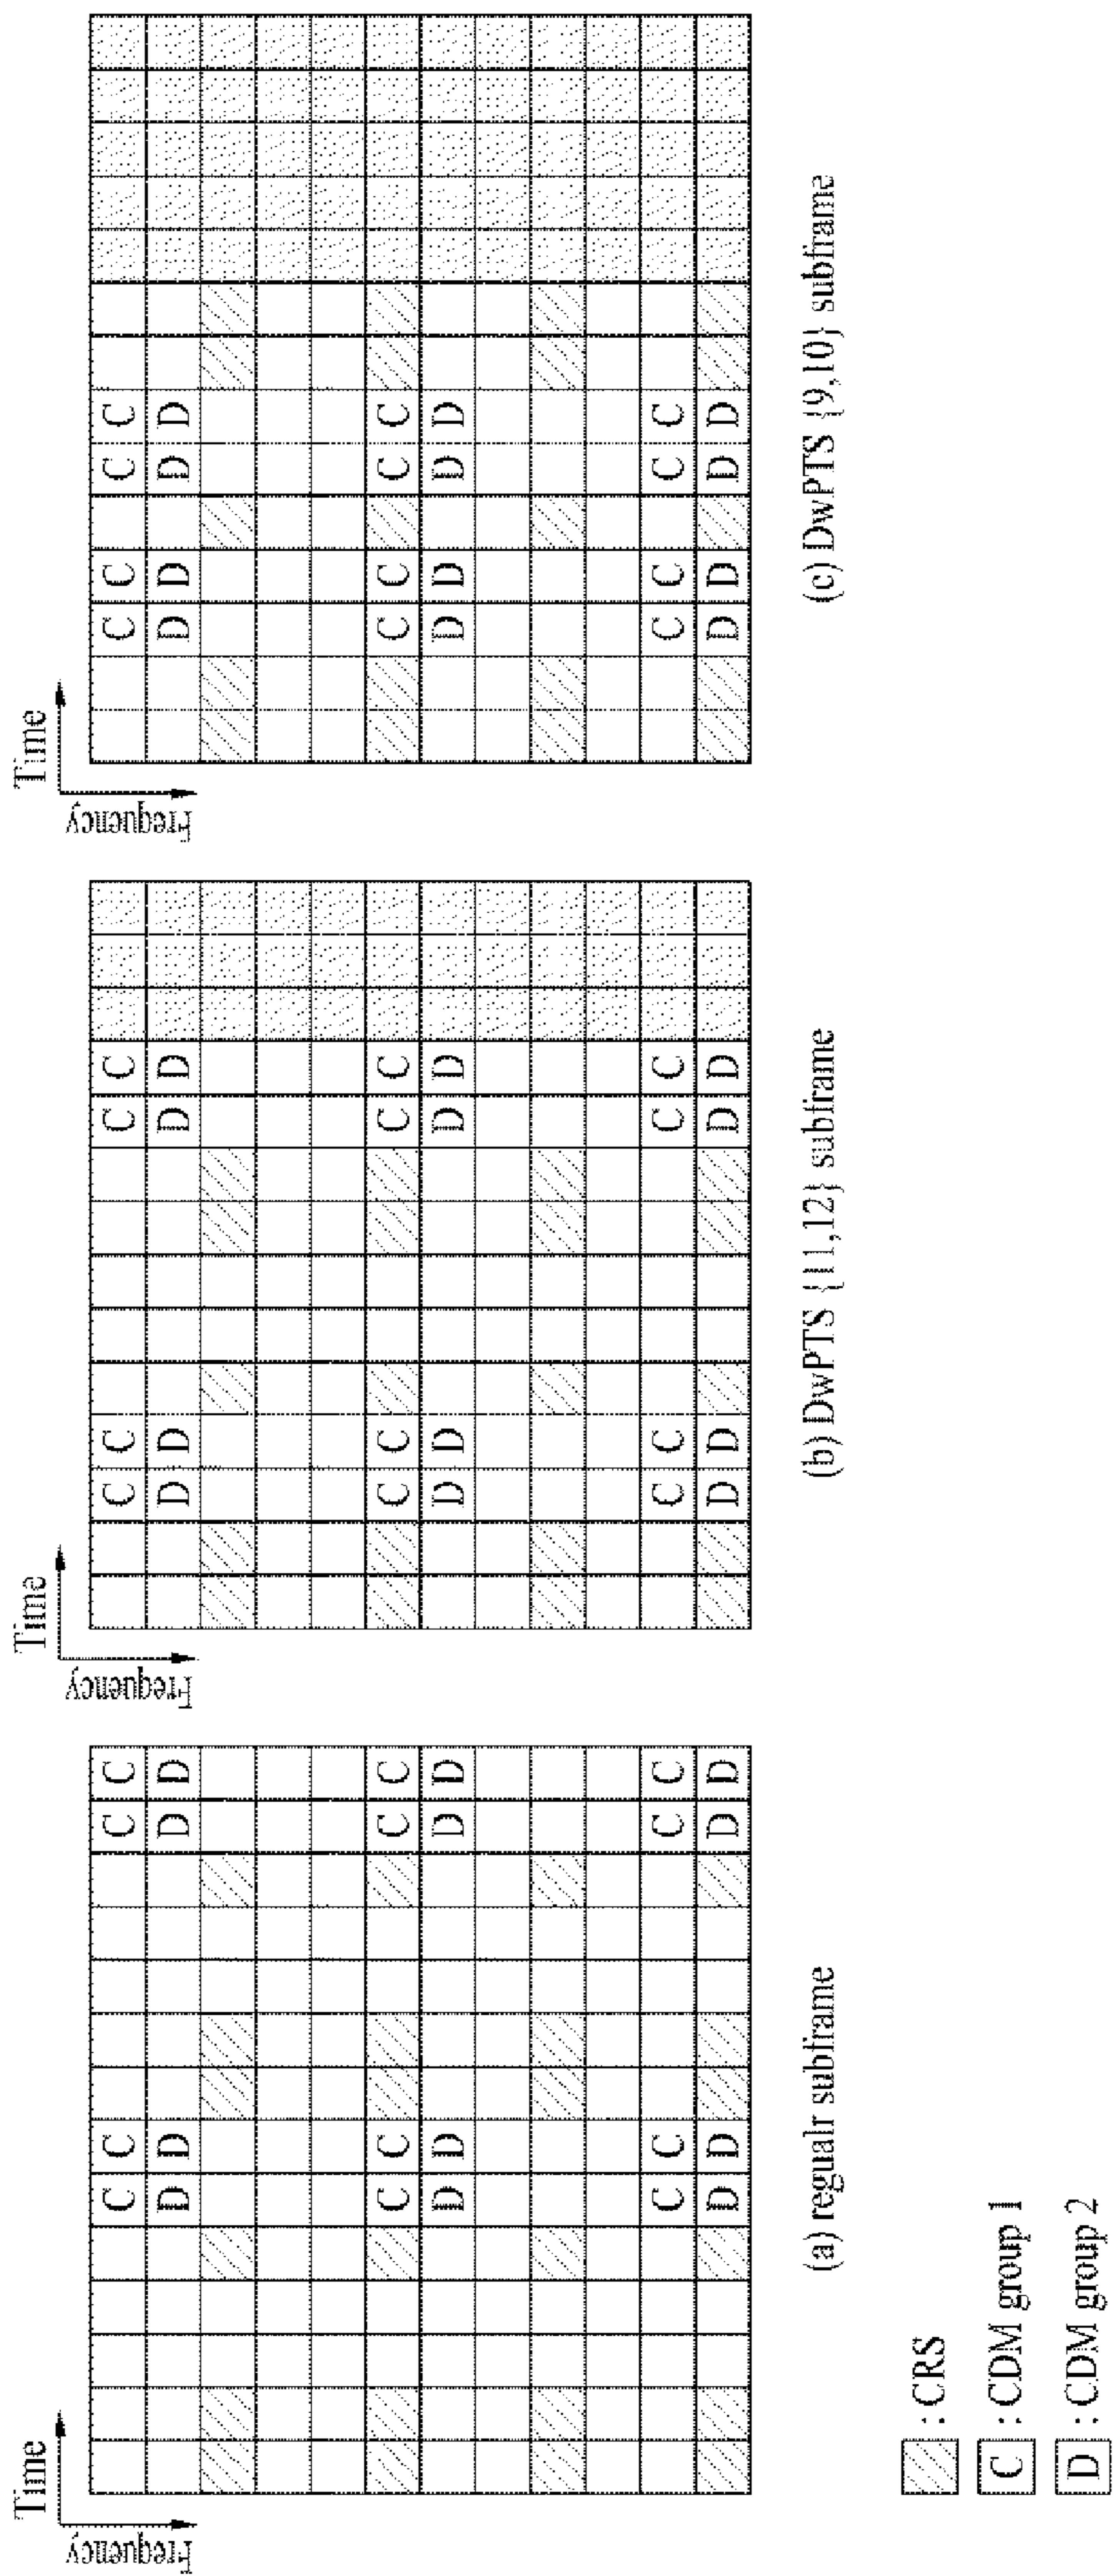 Time
Frequency
C C C C
D D D D
C C C C
D D D D
C C C C
D D D D
(a) regualr subframe
Time
Frequency
C C C C
D D D D
C C C C
D D D D
C C C C
D D D D
(b) DwPTS {11,12} subframe
Time
Frequency
C C C C
D D D D
C C C C
D D D D
C C C C
D D D D
(c) DwPTS {9,10} subframe
: CRS
C : CDM group 1
D : CDM group 2